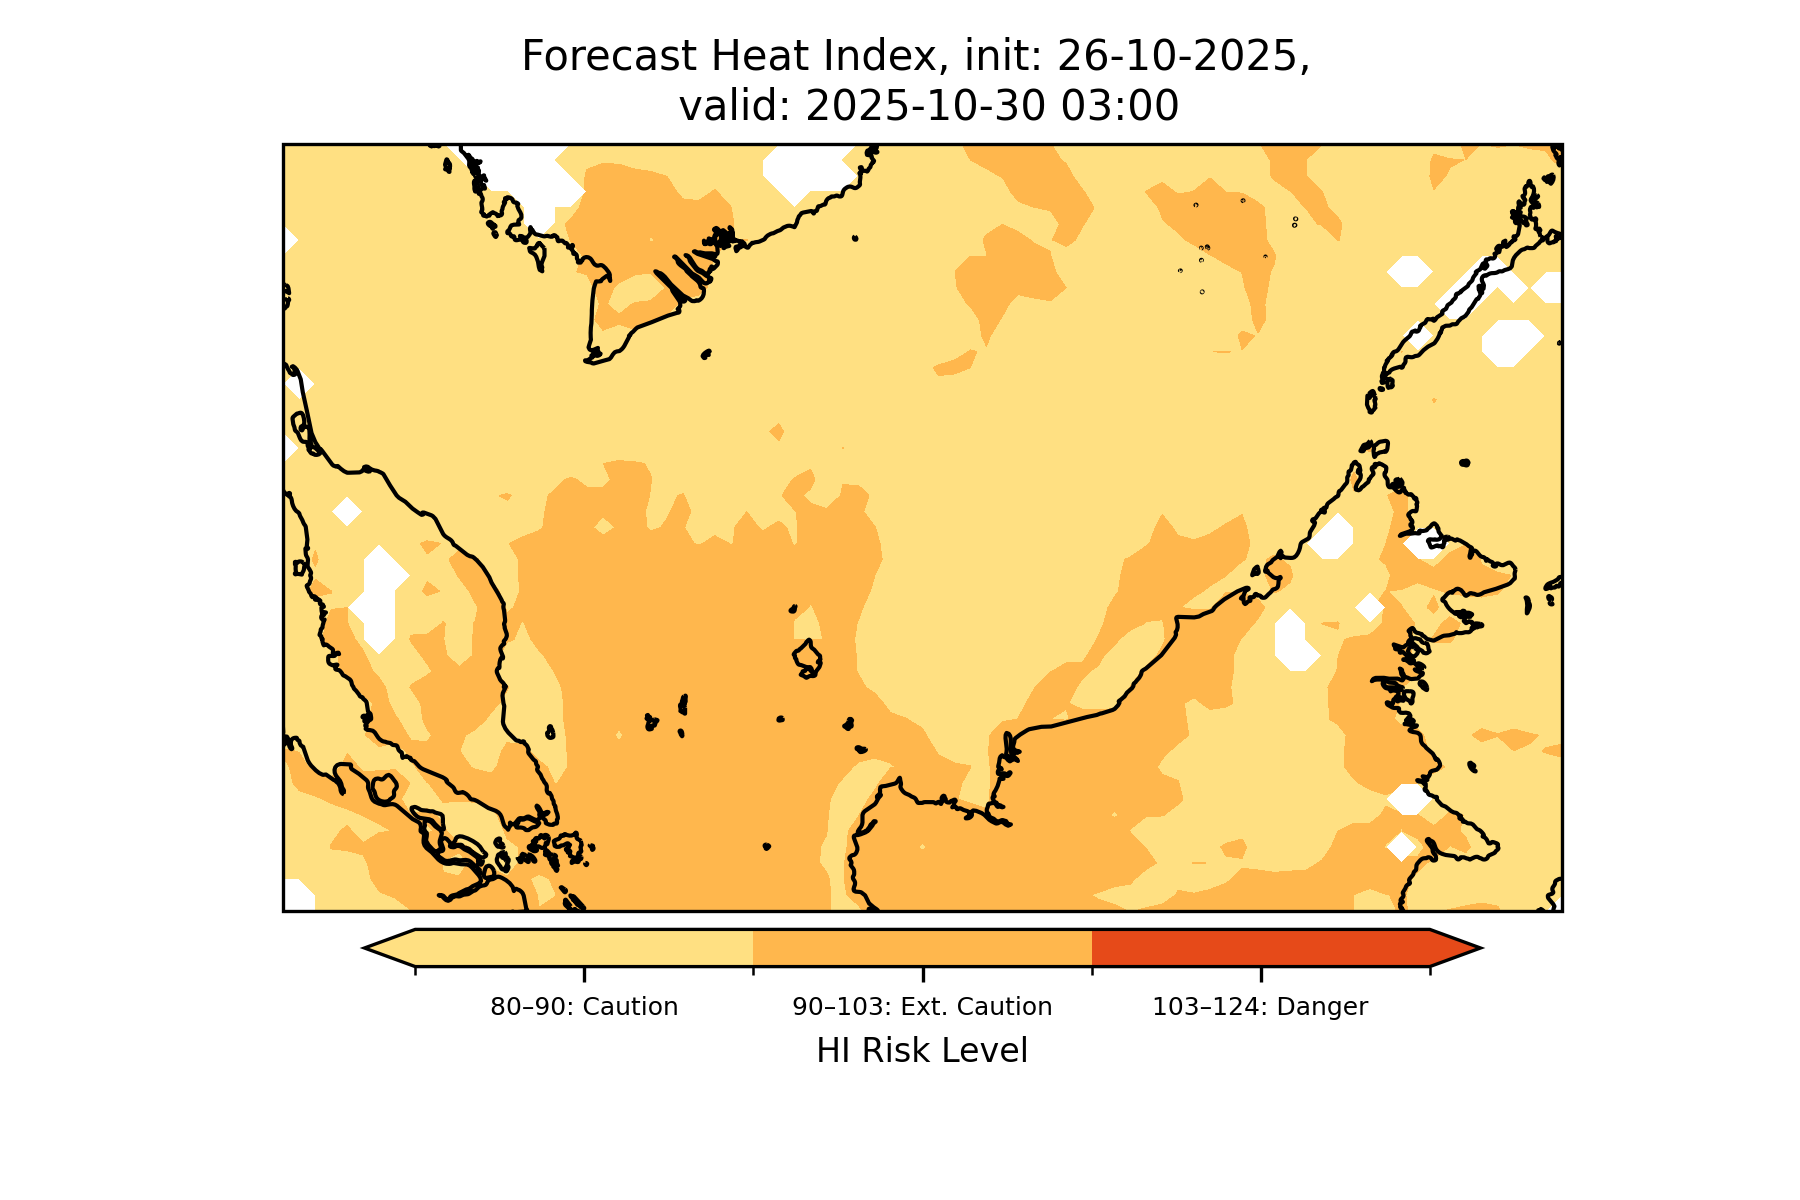 Forecast Heat Index, init: 26-10-2025,
valid: 2025-10-30 03:00
80–90: Caution
90–103: Ext. Caution
103–124: Danger
HI Risk Level